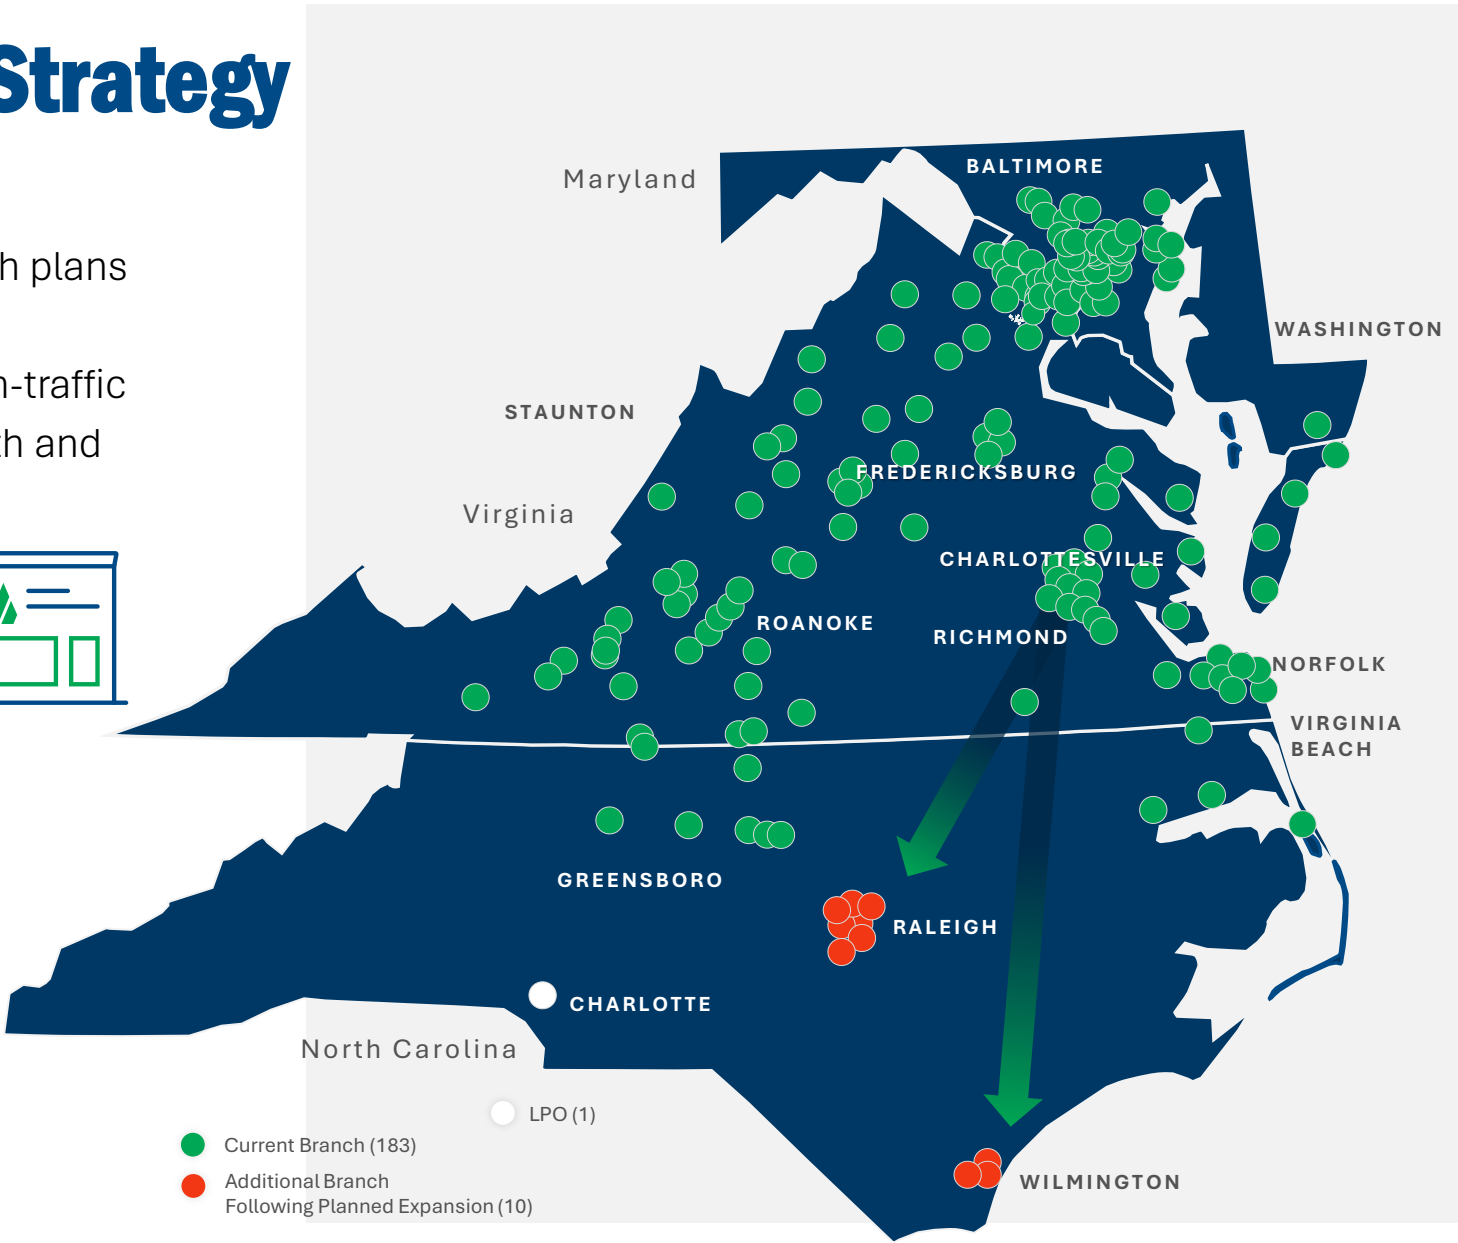 Strategy
h plans
n-traffic
th and
Maryland
BALTIMORE
WASHINGTON
STAUNTON
Virginia
FREDERICKSBURG
CHARLOTTESVILLE
ROANOKE
RICHMOND
NORFOLK
VIRGINIA
BEACH
GREENSBORO
RALEIGH
CHARLOTTE
North Carolina
LPO (1)
Current Branch (183)
Additional Branch
Following Planned Expansion (10)
WILMINGTON